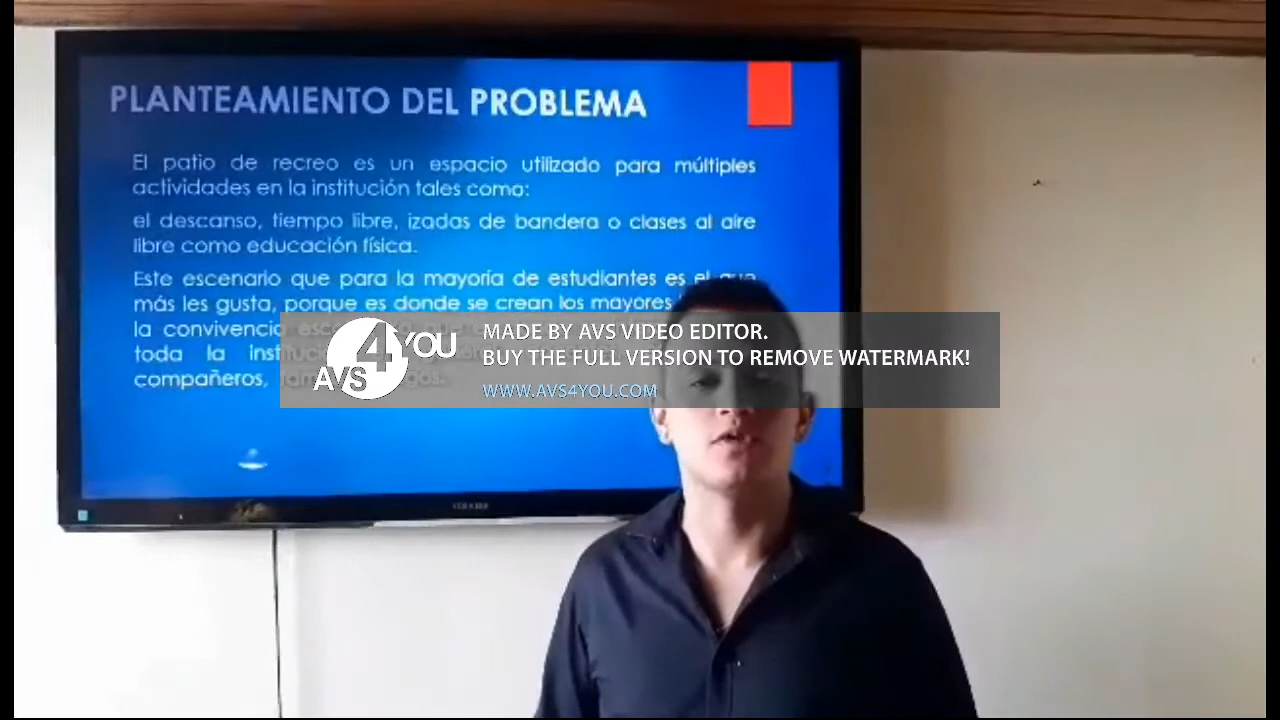 PLANTEAMIENTO DEL PROBLEMA
El patio de recreo es un espacio utilizado para múltiples
actividades en la institución tales como:
el descanso, tiempo libre, izadas de bandera o clases al aire
libre como educación física.
Este escenario que para la mayoría de estudiantes es el que
más les gusta, porque es donde se crean los mayores
la convivencia
toda la
compañeros,
AVS4YOU
MADE BY AVS VIDEO EDITOR.
BUY THE FULL VERSION TO REMOVE WATERMARK!
WWW.AVS4YOU.COM